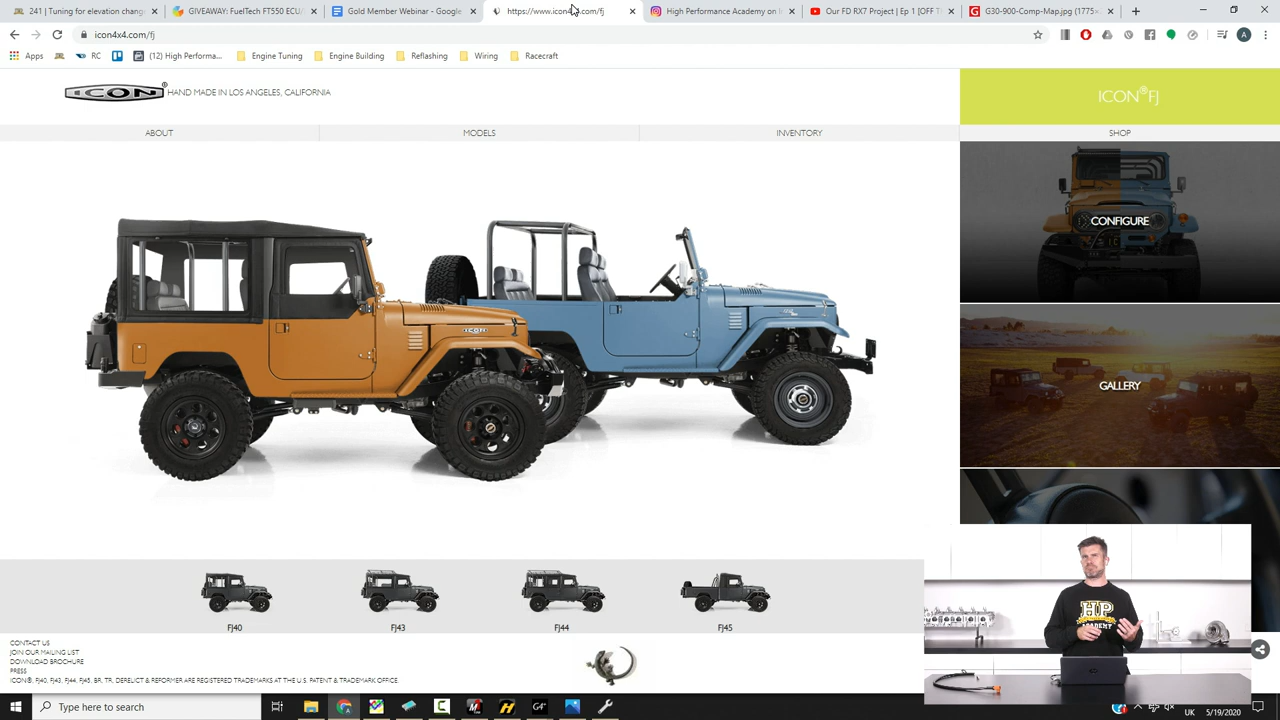 241 | Tuning for elevation chang
GIVEAWAY: FuelTech FT550 ECU
Gold Member Webinar - Google
https://www.icon4x4.com/fj
High Performance Academy on I
Our FD RX7 Project | Ep 1 [OFF T
G30-900-Comp-Map.jpg (1775×
icon4x4.com/fj
A
Apps
RC
(12) High Performa...
Engine Tuning
Engine Building
Reflashing
Wiring
Racecraft
ICON® HAND MADE IN LOS ANGELES, CALIFORNIA
ICON®FJ
ABOUT
MODELS
INVENTORY
SHOP
CONFIGURE
GALLERY
ICON
FJ40
FJ43
FJ44
FJ45
HP
ACADEMY
CONTACT US
JOIN OUR MAILING LIST
DOWNLOAD BROCHURE
PRESS
ICON®, FJ40, FJ43, FJ44, FJ45, BR, TR, DERELICT & REFORMER ARE REGISTERED TRADEMARKS AT THE U.S. PATENT & TRADEMARK OFF
Type here to search
G4+
UK
5/19/2020